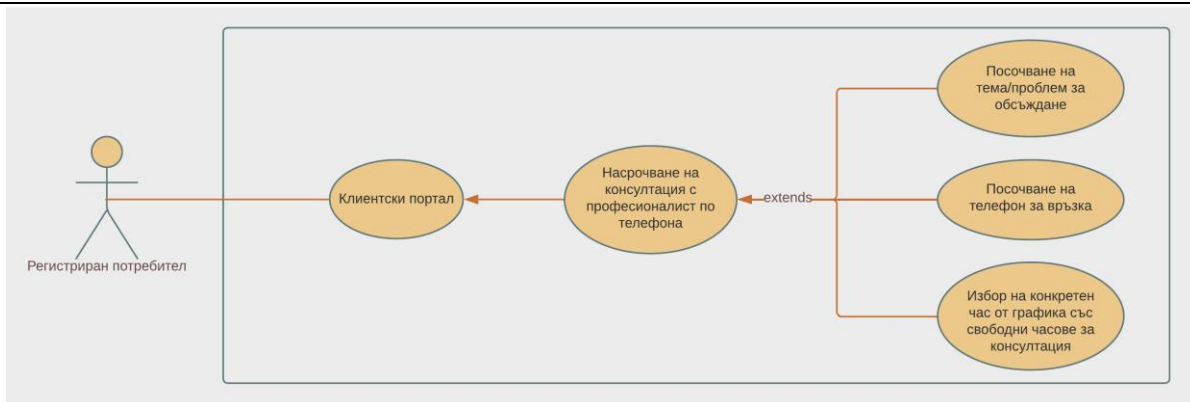 Посочване на
тема/проблем за
обсъждане
Насрочване на
консултация с
професионалист по
телефона
Клиентски портал
extends
Посочване на
телефон за връзка
Регистриран потребител
Избор на конкретен
час от графика със
свободни часове за
консултация